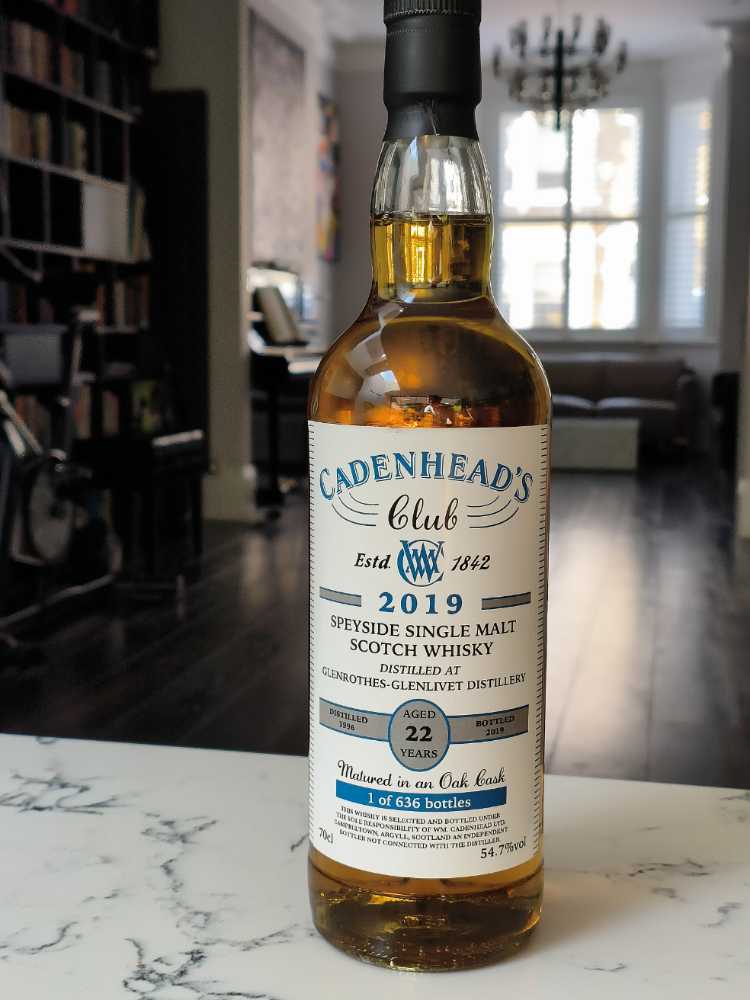 CADENHEAD'S
Club
Estd. 1842
2019
SPEYSIDE SINGLE MALT
SCOTCH WHISKY
DISTILLED AT
GLENROTHES-GLENLIVET DISTILLERY
DISTILLED 1996
AGED 22 YEARS
BOTTLED 2019
Matured in an Oak Cask
1 of 636 bottles
THIS WHISKY IS SELECTED AND BOTTLED UNDER
THE SOLE RESPONSIBILITY OF WM. CADENHEAD LTD.
CAMPBELTOWN, ARGYLL, SCOTLAND AN INDEPENDENT
BOTTLER NOT CONNECTED WITH THE DISTILLER.
70cl
54.7%vol